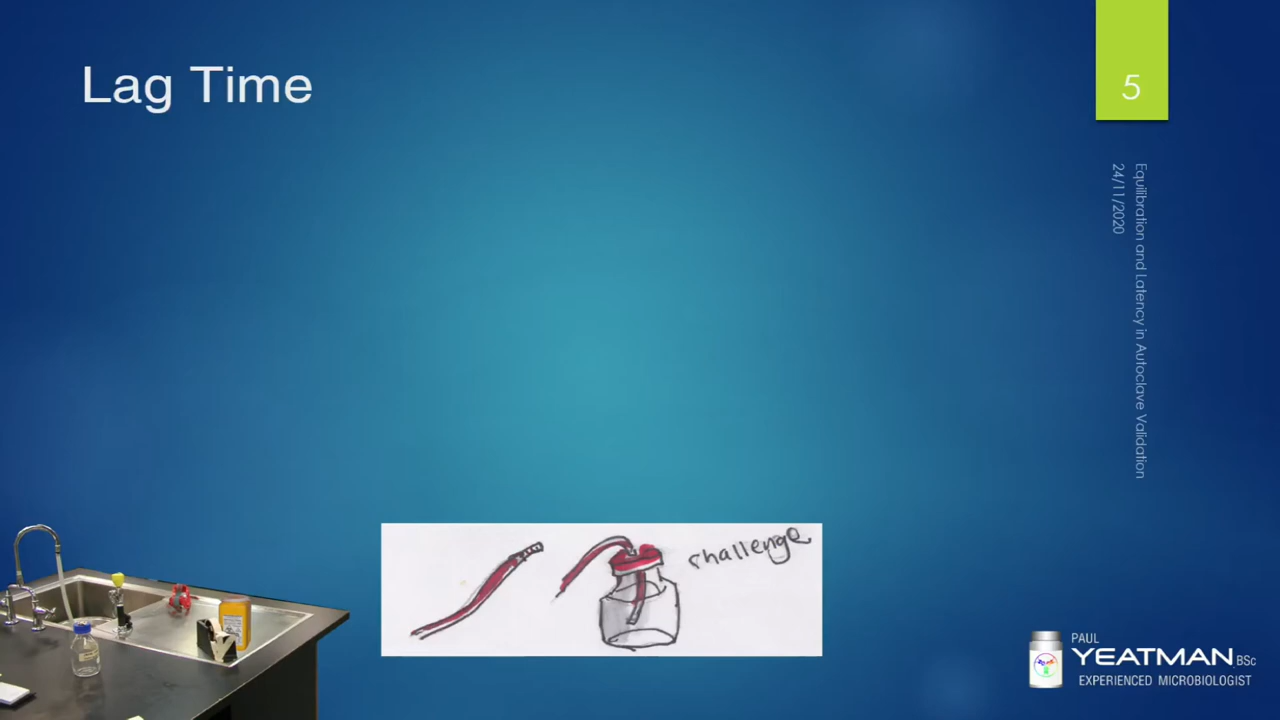 Lag Time
5
Equilibration and Latency in Autoclave Validation
24/11/2020
challenge
PAUL
YEATMAN BSc
EXPERIENCED MICROBIOLOGIST